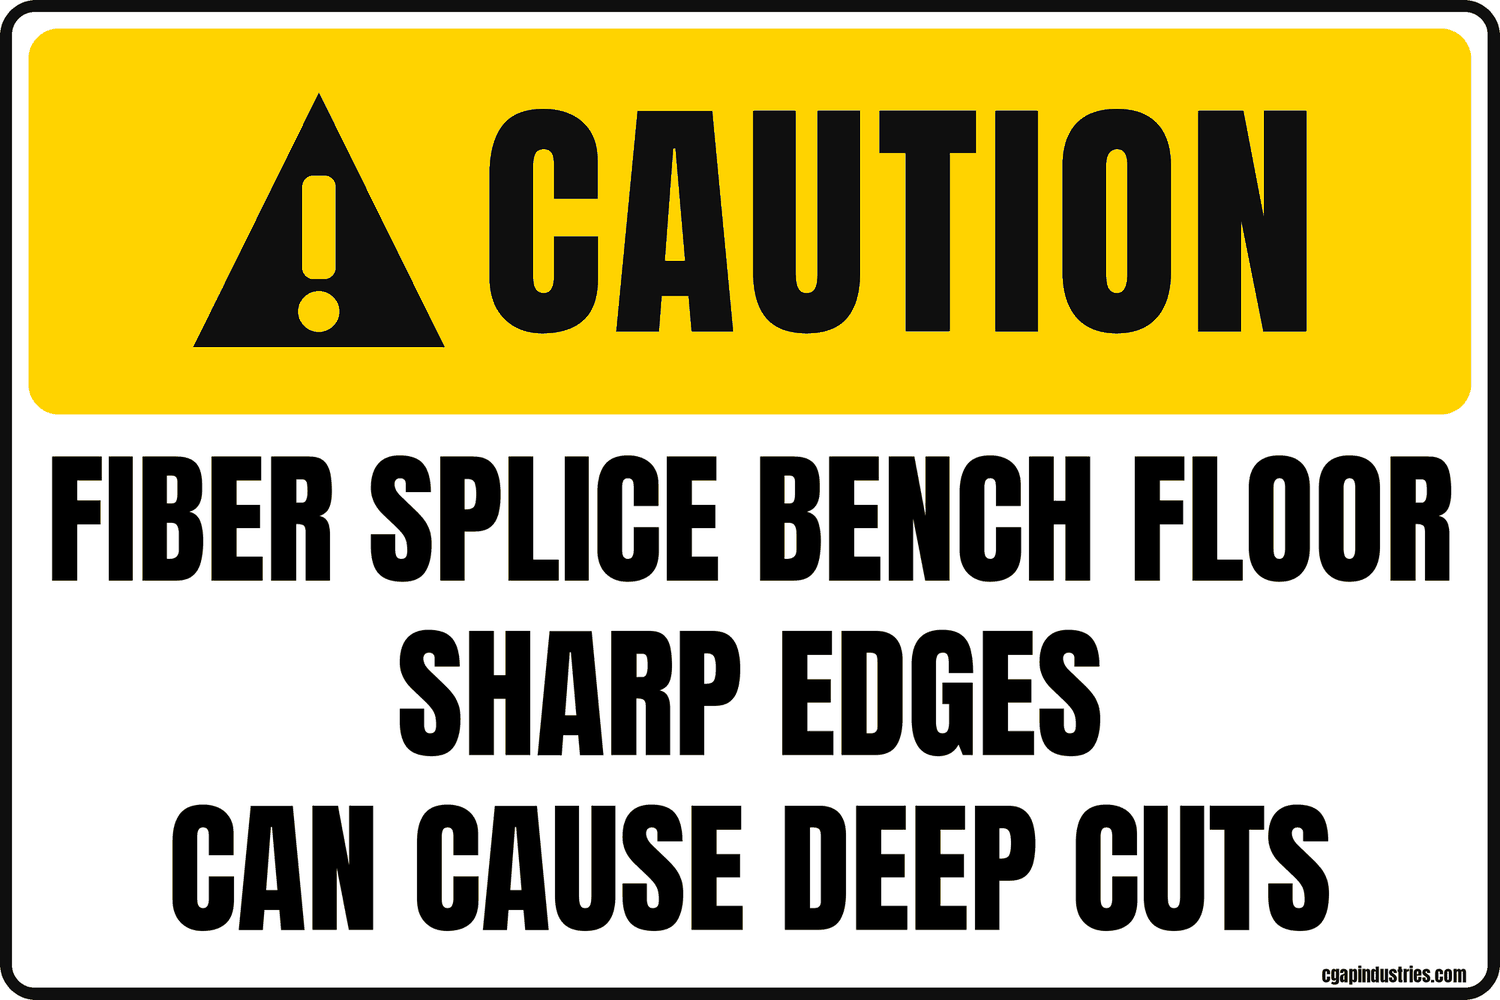 CAUTION
FIBER SPLICE BENCH FLOOR
SHARP EDGES
CAN CAUSE DEEP CUTS
cgapindustries.com